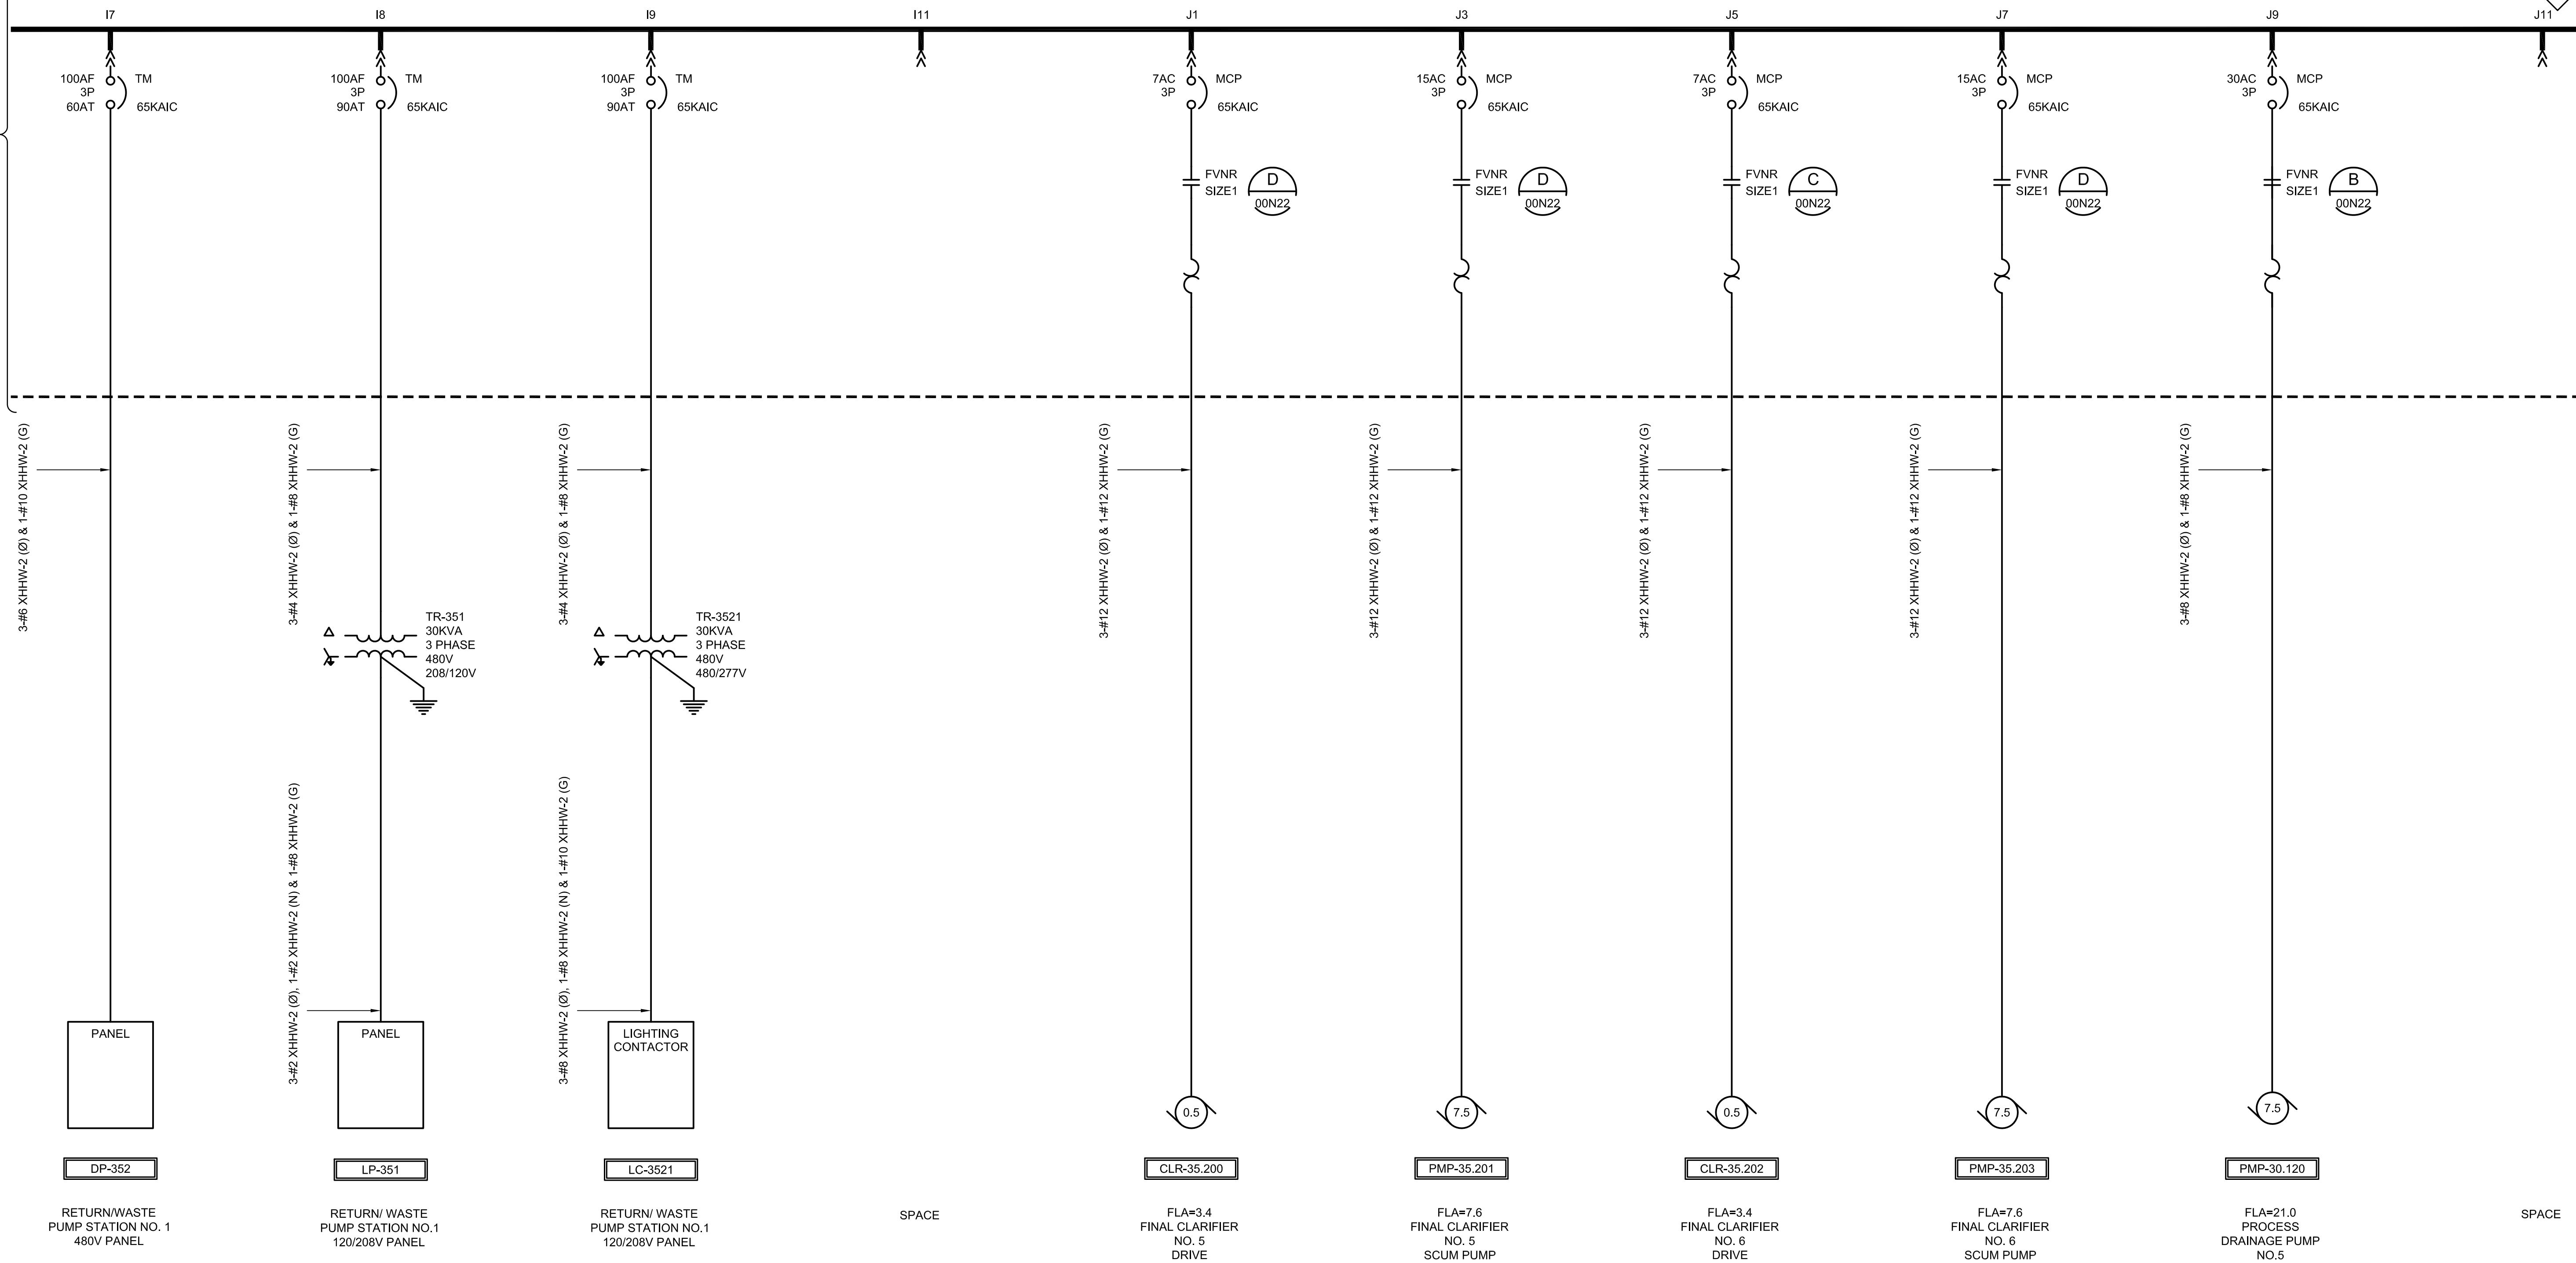 I7
I8
I9
I11
J1
J3
J5
J7
J9
J11
100AF
3P
60AT
TM
65KAIC
100AF
3P
90AT
TM
65KAIC
100AF
3P
90AT
TM
65KAIC
7AC
3P
MCP
65KAIC
15AC
3P
MCP
65KAIC
7AC
3P
MCP
65KAIC
15AC
3P
MCP
65KAIC
30AC
3P
MCP
65KAIC
FVNR
SIZE1
D
00N22
FVNR
SIZE1
D
00N22
FVNR
SIZE1
C
00N22
FVNR
SIZE1
D
00N22
FVNR
SIZE1
B
00N22
3-#6 XHHW-2 (Ø) & 1-#10 XHHW-2 (G)
3-#4 XHHW-2 (Ø) & 1-#8 XHHW-2 (G)
3-#4 XHHW-2 (Ø) & 1-#8 XHHW-2 (G)
3-#12 XHHW-2 (Ø) & 1-#12 XHHW-2 (G)
3-#12 XHHW-2 (Ø) & 1-#12 XHHW-2 (G)
3-#12 XHHW-2 (Ø) & 1-#12 XHHW-2 (G)
3-#12 XHHW-2 (Ø) & 1-#12 XHHW-2 (G)
3-#8 XHHW-2 (Ø) & 1-#8 XHHW-2 (G)
TR-351
30KVA
3 PHASE
480V
208/120V
TR-3521
30KVA
3 PHASE
480V
480/277V
3-#2 XHHW-2 (Ø), 1-#2 XHHW-2 (N) & 1-#8 XHHW-2 (G)
3-#8 XHHW-2 (Ø), 1-#8 XHHW-2 (N) & 1-#10 XHHW-2 (G)
PANEL
PANEL
LIGHTING
CONTACTOR
0.5
7.5
0.5
7.5
7.5
DP-352
LP-351
LC-3521
CLR-35.200
PMP-35.201
CLR-35.202
PMP-35.203
PMP-30.120
RETURN/WASTE
PUMP STATION NO. 1
480V PANEL
RETURN/ WASTE
PUMP STATION NO.1
120/208V PANEL
RETURN/ WASTE
PUMP STATION NO.1
120/208V PANEL
SPACE
FLA=3.4
FINAL CLARIFIER
NO. 5
DRIVE
FLA=7.6
FINAL CLARIFIER
NO. 5
SCUM PUMP
FLA=3.4
FINAL CLARIFIER
NO. 6
DRIVE
FLA=7.6
FINAL CLARIFIER
NO. 6
SCUM PUMP
FLA=21.0
PROCESS
DRAINAGE PUMP
NO.5
SPACE